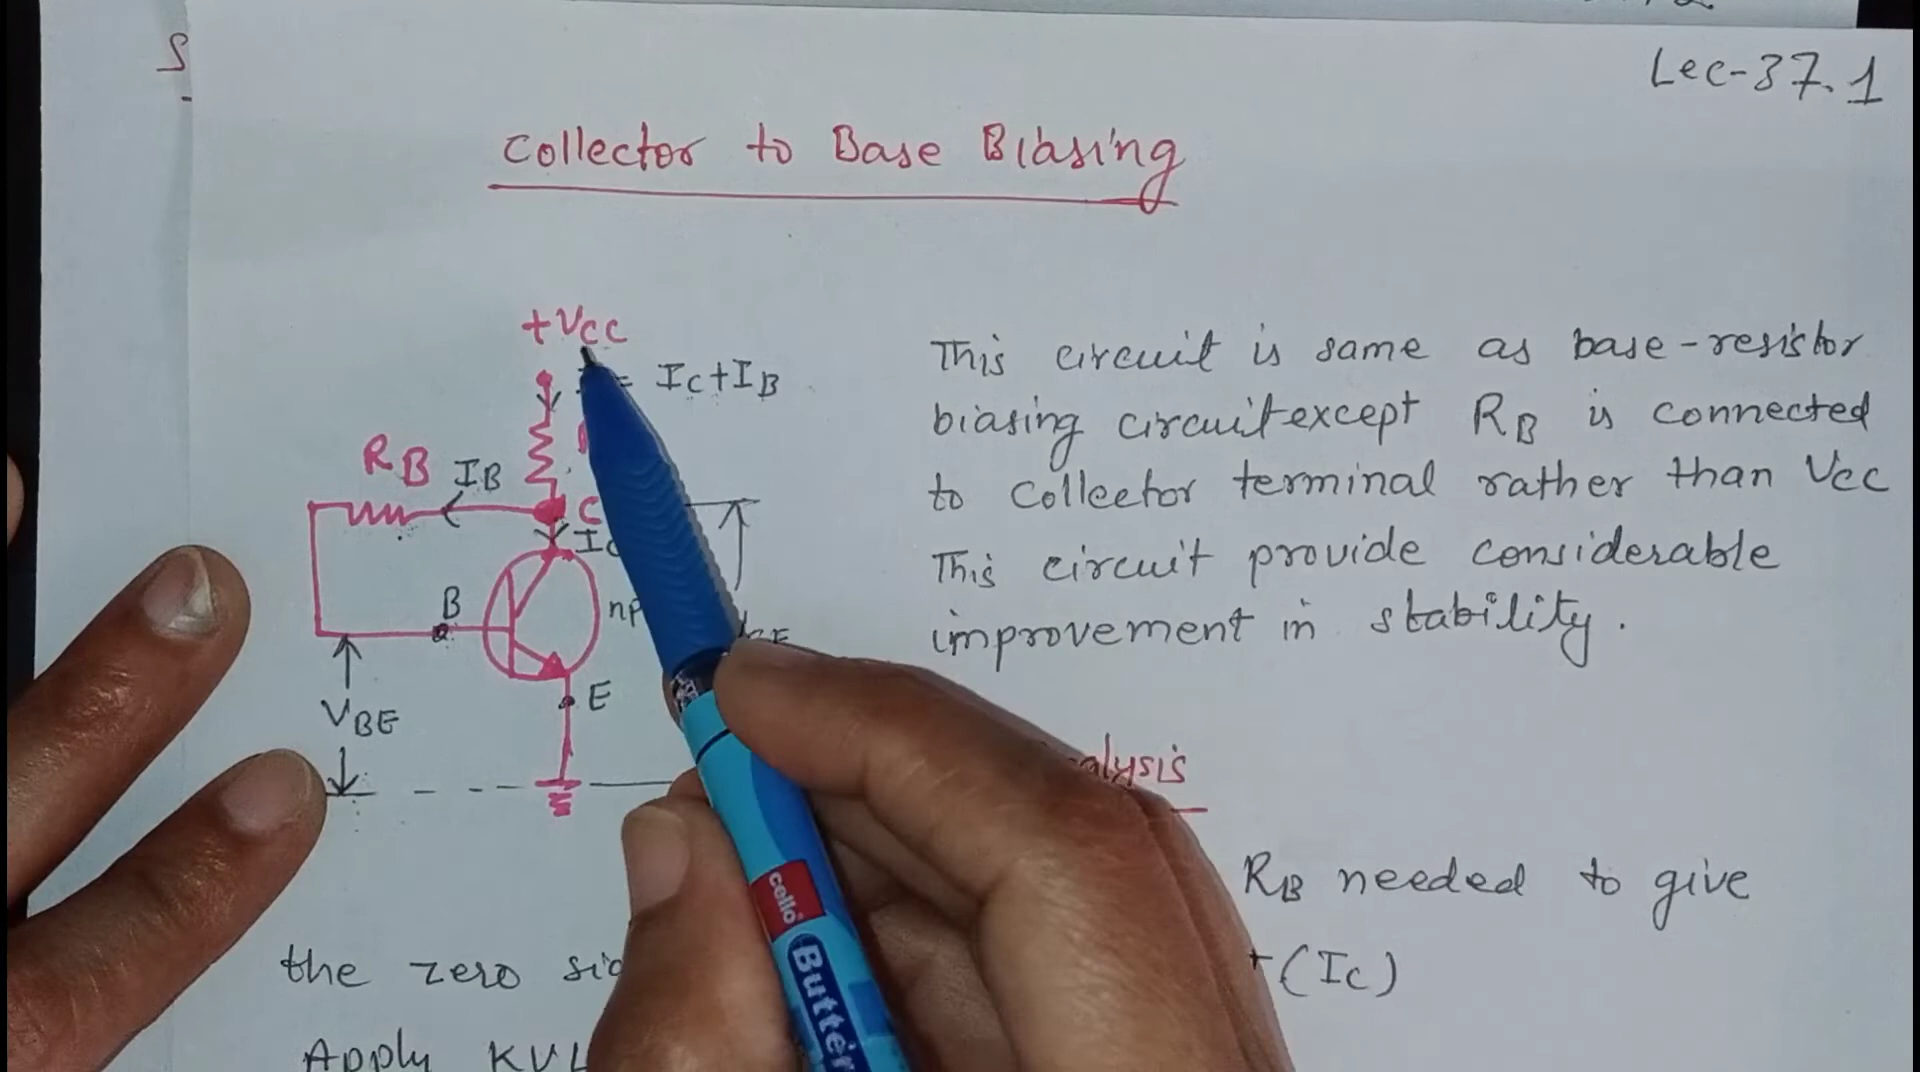 Lec-37.1
Collector to Base Biasing
+VCC
= IC+IB
RB IB
C
IC
B
E
VBE
This circuit is same as base-resistor
biasing circuit except RB is connected
to collector terminal rather than Vcc
This circuit provide considerable
improvement in stability.
RB needed to give
the zero
(IC)
Apply KVL
cello
Butter